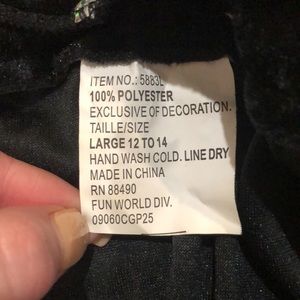 ITEM NO.: 5883L
100% POLYESTER
EXCLUSIVE OF DECORATION.
TAILLE/SIZE
LARGE 12 TO 14
HAND WASH COLD. LINE DRY
MADE IN CHINA
RN 88490
FUN WORLD DIV.
09060CGP25